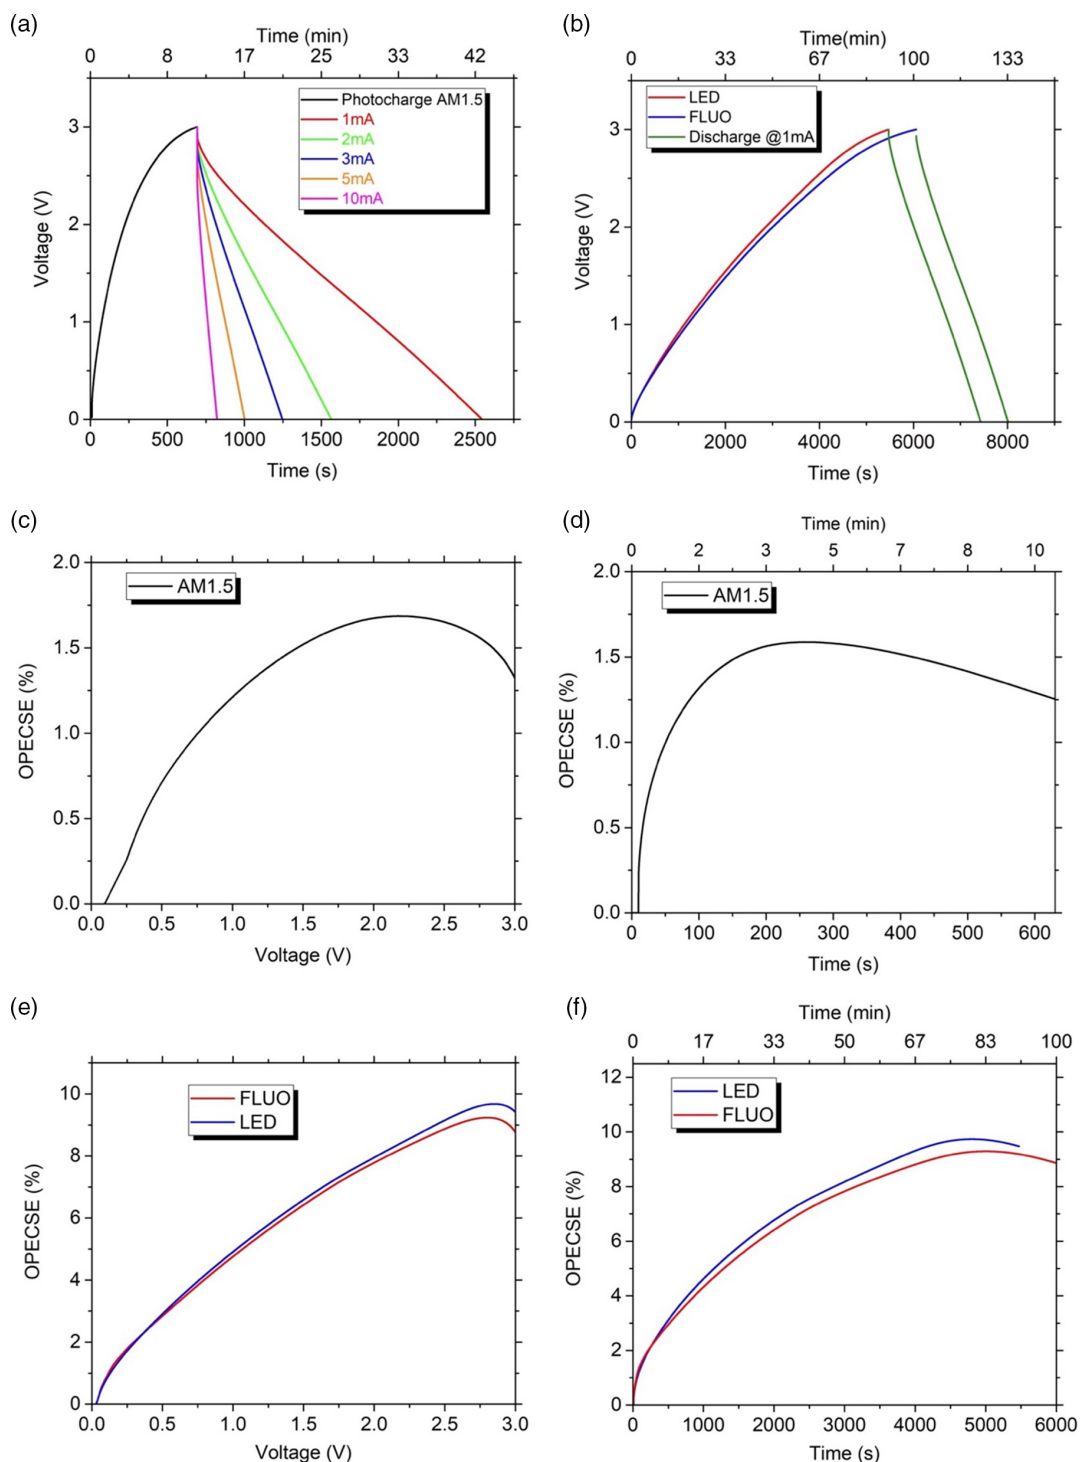 (a)
Time (min)
0 8 17 25 33 42
Photocharge AM1.5
1mA
2mA
3mA
5mA
10mA
Voltage (V)
3
2
1
0
0 500 1000 1500 2000 2500
Time (s)
(b)
Time(min)
0 33 67 100 133
LED
FLUO
Discharge @1mA
Voltage (V)
3
2
1
0
0 2000 4000 6000 8000
Time (s)
(c)
AM1.5
OPECSE (%)
2.0
1.5
1.0
0.5
0.0
0.0 0.5 1.0 1.5 2.0 2.5 3.0
Voltage (V)
(d)
Time (min)
0 2 3 5 7 8 10
AM1.5
OPECSE (%)
2.0
1.5
1.0
0.5
0.0
0 100 200 300 400 500 600
Time (s)
(e)
FLUO
LED
OPECSE (%)
10
8
6
4
2
0
0.0 0.5 1.0 1.5 2.0 2.5 3.0
Voltage (V)
(f)
Time (min)
0 17 33 50 67 83 100
LED
FLUO
OPECSE (%)
12
10
8
6
4
2
0
0 1000 2000 3000 4000 5000 6000
Time (s)